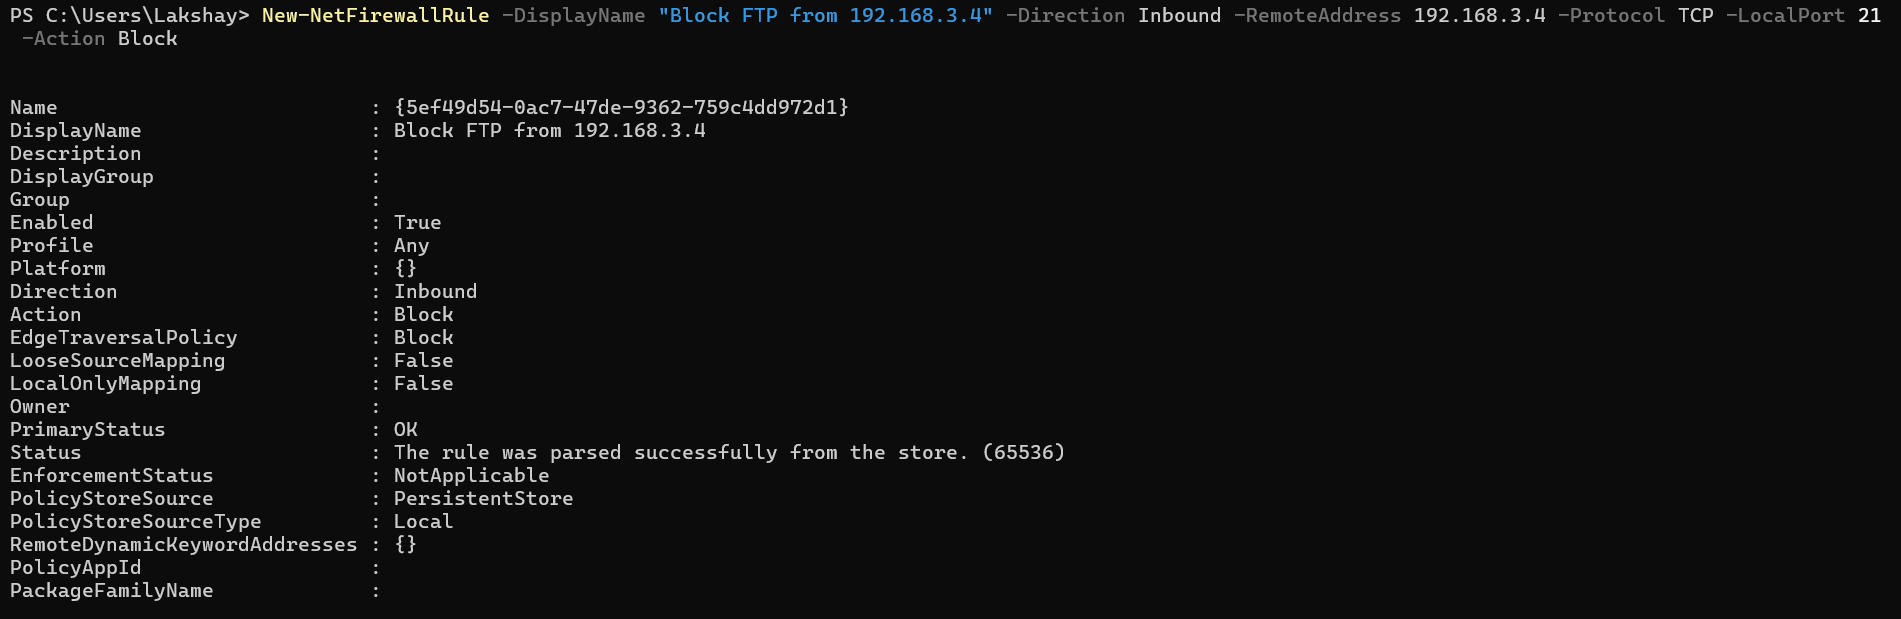 PS C:\Users\Lakshay> New-NetFirewallRule -DisplayName "Block FTP from 192.168.3.4" -Direction Inbound -RemoteAddress 192.168.3.4 -Protocol TCP -LocalPort 21
-Action Block
Name : {5ef49d54-0ac7-47de-9362-759c4dd972d1}
DisplayName : Block FTP from 192.168.3.4
Description :
DisplayGroup :
Group :
Enabled : True
Profile : Any
Platform : {}
Direction : Inbound
Action : Block
EdgeTraversalPolicy : Block
LooseSourceMapping : False
LocalOnlyMapping : False
Owner :
PrimaryStatus : OK
Status : The rule was parsed successfully from the store. (65536)
EnforcementStatus : NotApplicable
PolicyStoreSource : PersistentStore
PolicyStoreSourceType : Local
RemoteDynamicKeywordAddresses : {}
PolicyAppId :
PackageFamilyName :